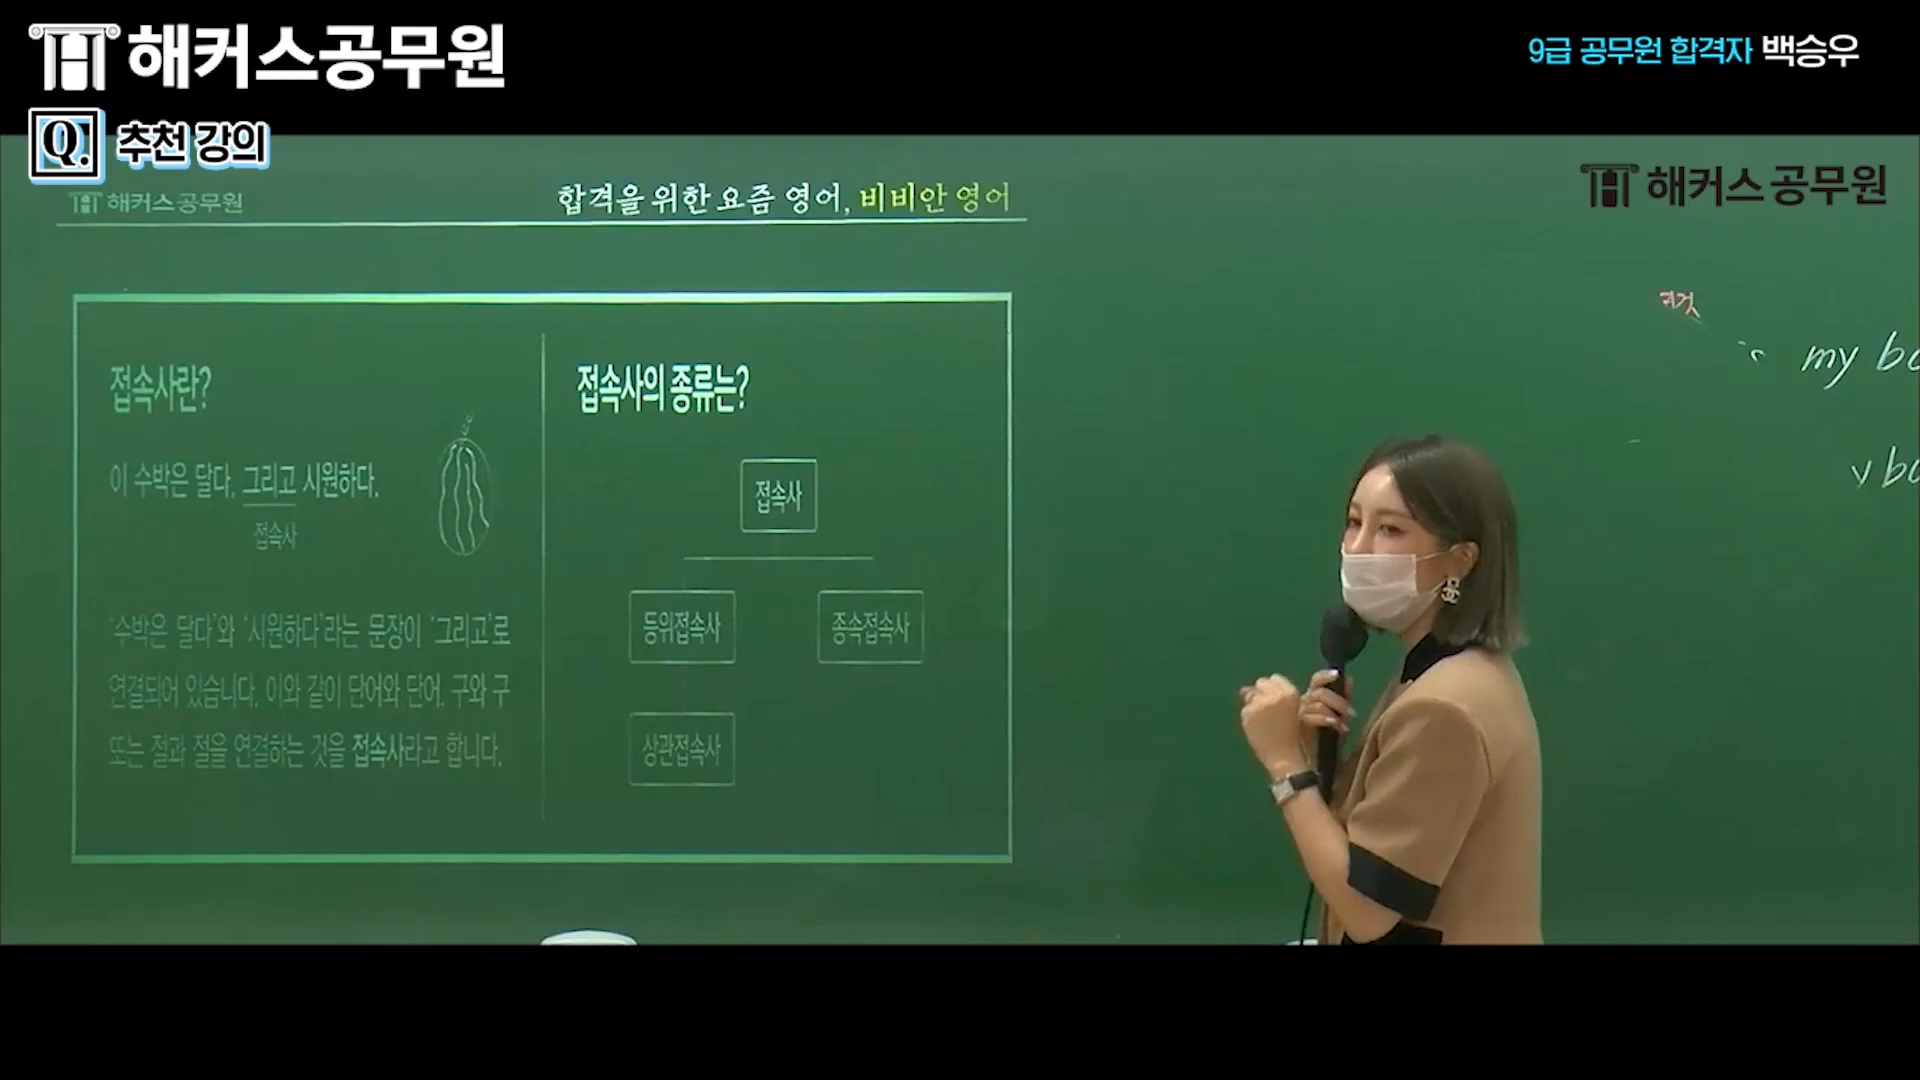 해커스공무원
9급 공무원 합격자 백승우
Q. 추천 강의
해커스공무원
합격을 위한 요즘 영어, 비비안 영어
해커스공무원
접속사란?
이 수박은 달다. 그리고 시원하다.
접속사
'수박은 달다'와 '시원하다'라는 문장이 '그리고'로
연결되어 있습니다. 이와 같이 단어와 단어, 구와 구
또는 절과 절을 연결하는 것을 접속사라고 합니다.
접속사의 종류는?
접속사
등위접속사
종속접속사
상관접속사
my